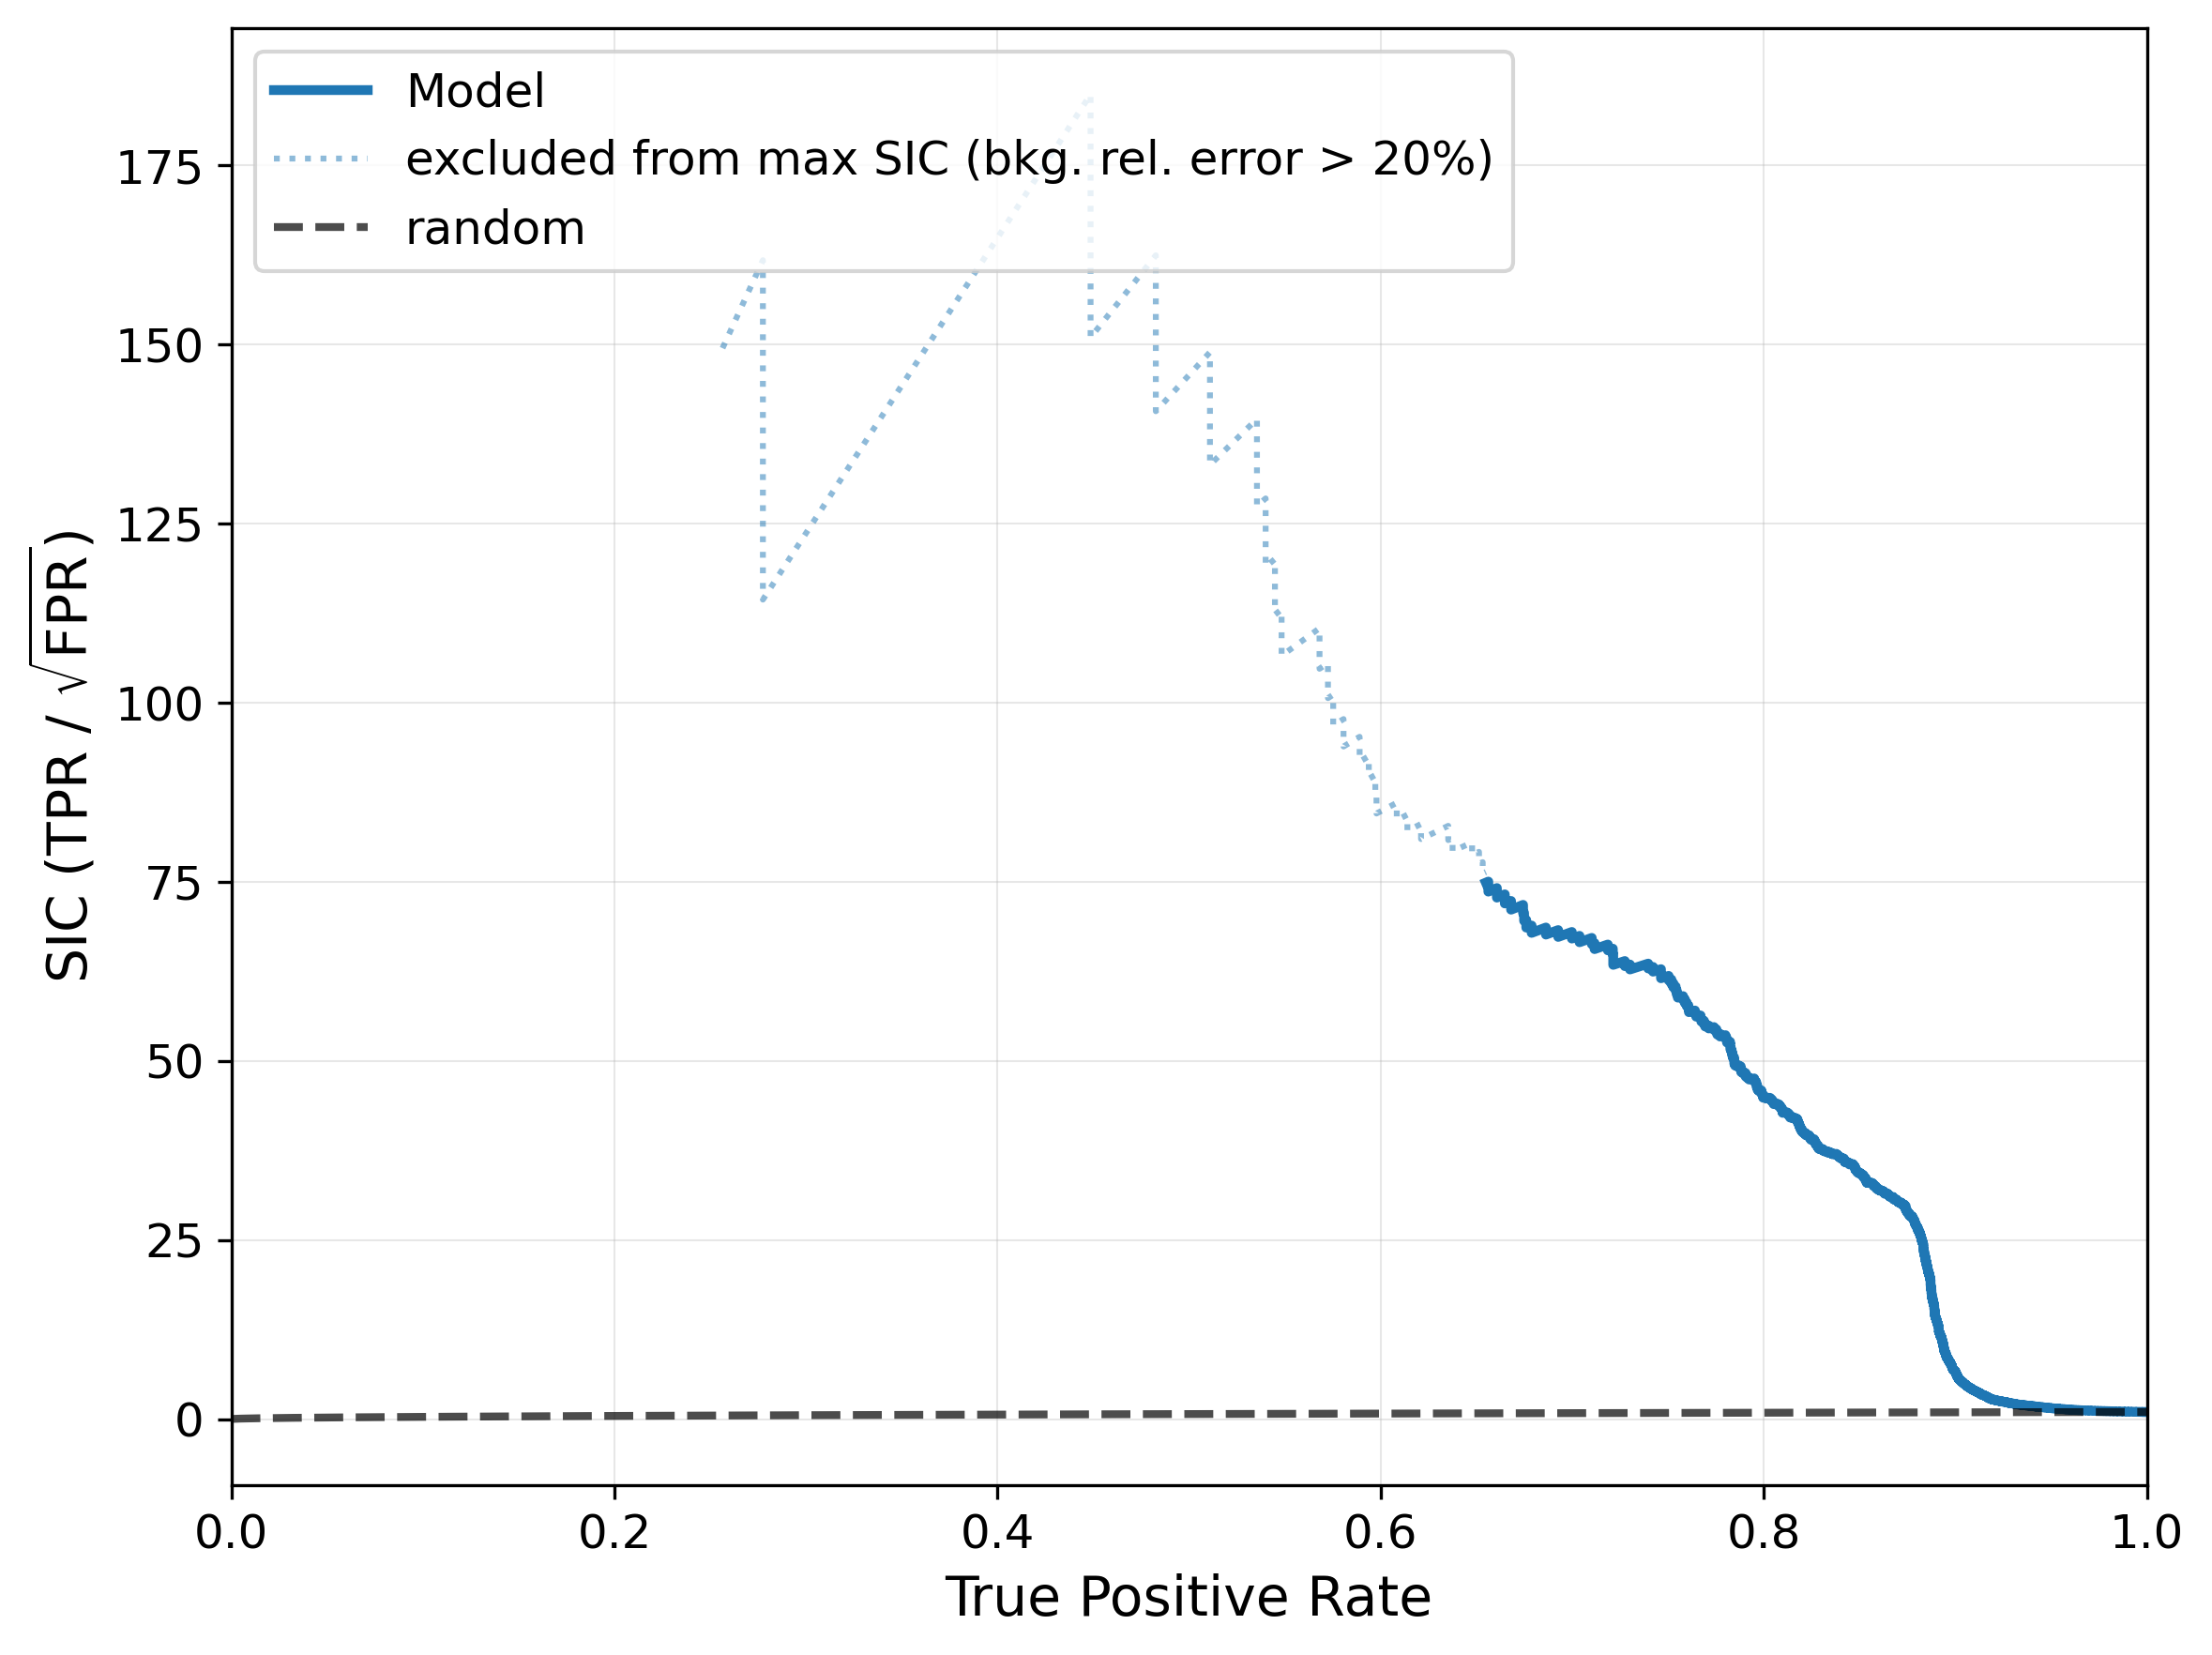 Model
excluded from max SIC (bkg. rel. error > 20%)
random
175
150
125
100
75
50
25
0
SIC (TPR / √FPR)
0.0 0.2 0.4 0.6 0.8 1.0
True Positive Rate